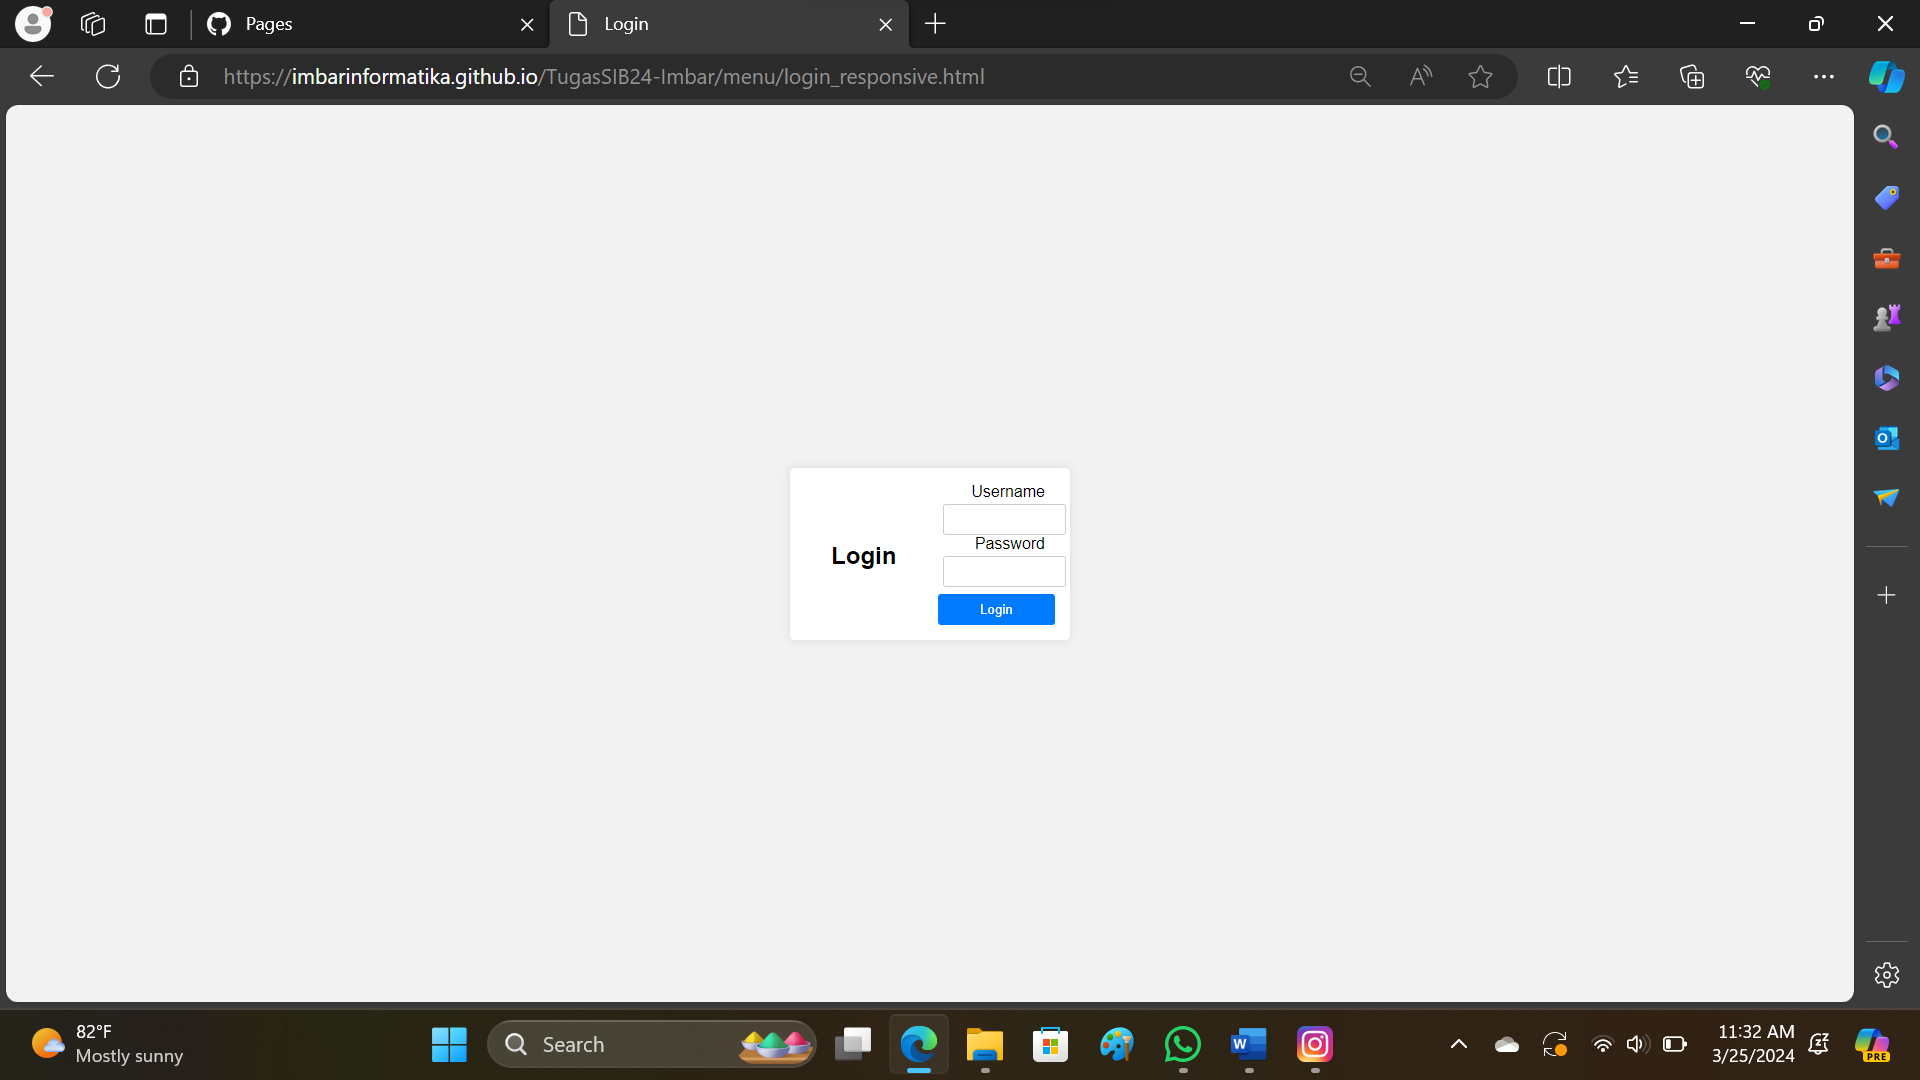 Pages
Login
https://imbarinformatika.github.io/TugasSIB24-Imbar/menu/login_responsive.html
Username
Password
Login
Login
82°F
Mostly sunny
Search
11:32 AM
3/25/2024
PRE